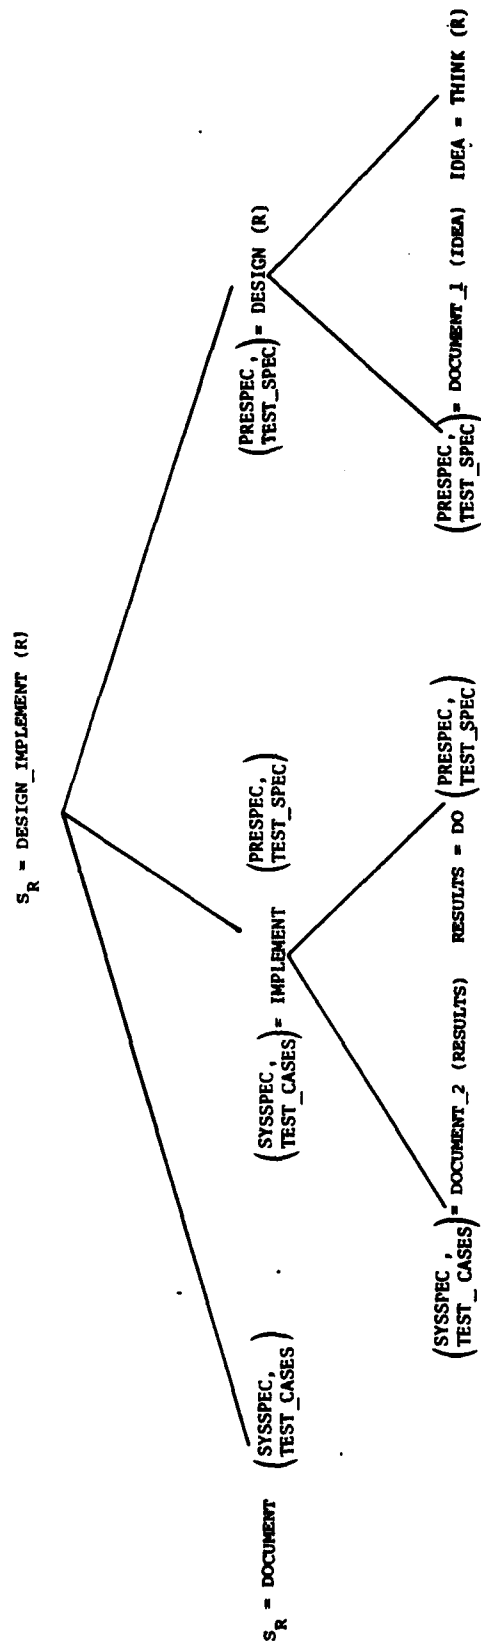 S_R = DESIGN_IMPLEMENT (R)
S_R = DOCUMENT (SYSSPEC, TEST_CASES)
(SYSSPEC, TEST_CASES) = IMPLEMENT (PRESPEC, TEST_SPEC)
(PRESPEC, TEST_SPEC) = DESIGN (R)
(SYSSPEC, TEST_CASES) = DOCUMENT_2 (RESULTS)
RESULTS = DO (PRESPEC, TEST_SPEC)
(PRESPEC, TEST_SPEC) = DOCUMENT_1 (IDEA)
IDEA = THINK (R)